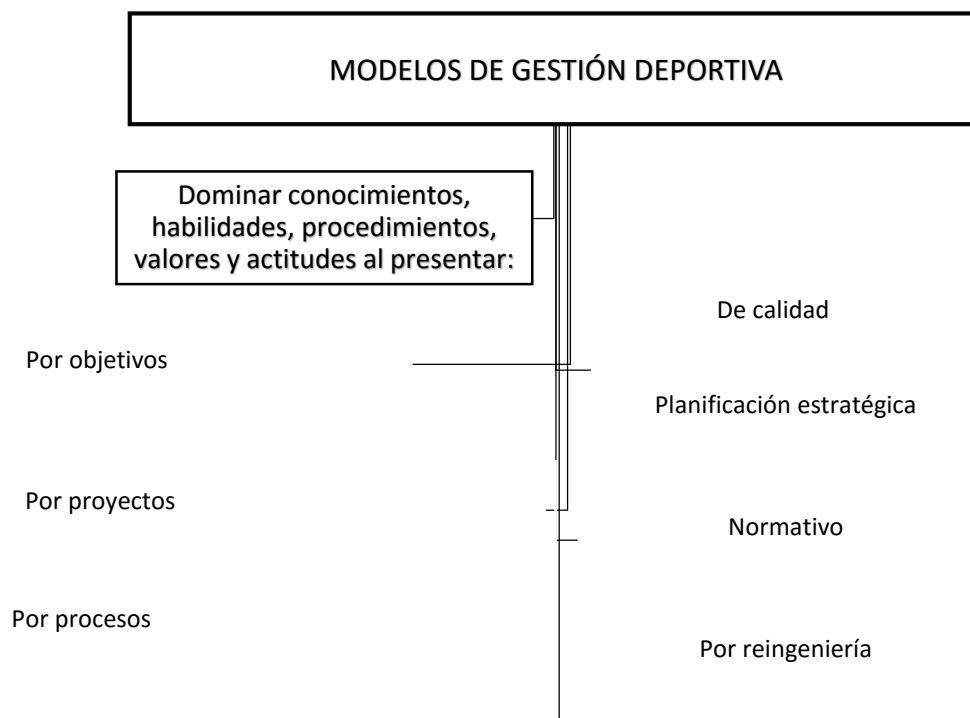 MODELOS DE GESTIÓN DEPORTIVA
Dominar conocimientos,
habilidades, procedimientos,
valores y actitudes al presentar:
De calidad
Por objetivos
Planificación estratégica
Por proyectos
Normativo
Por procesos
Por reingeniería